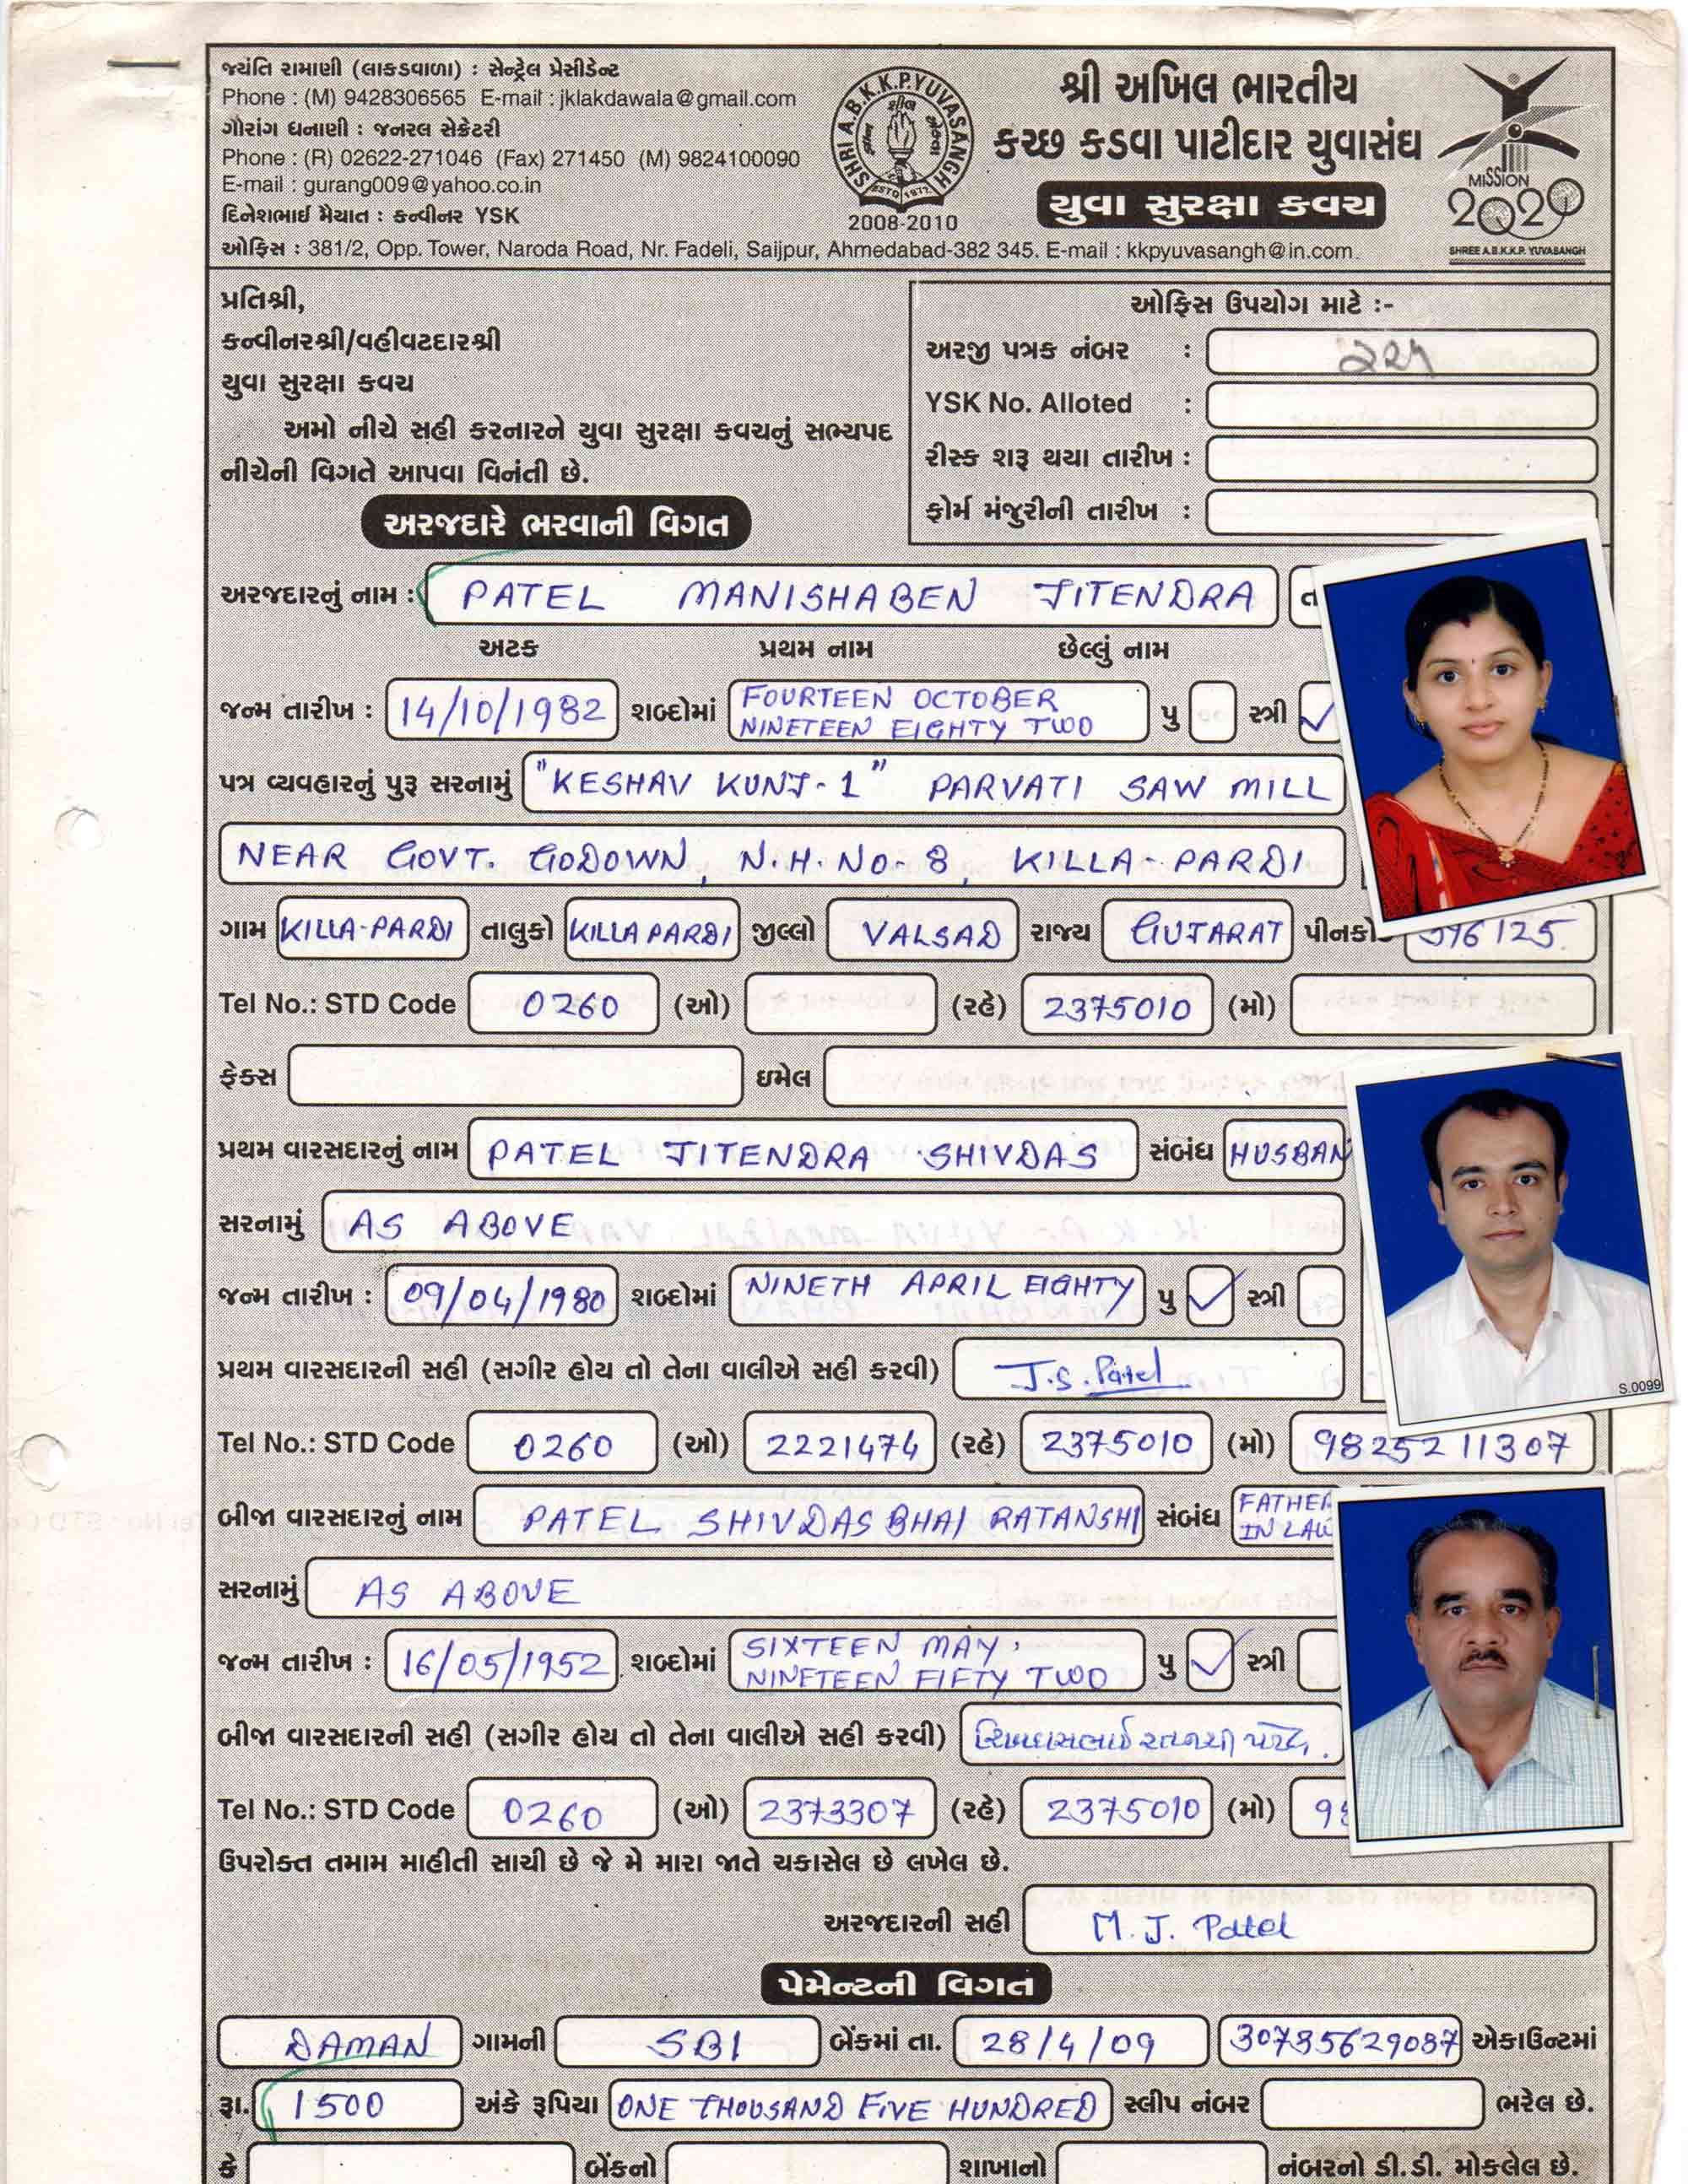 જયંતિ રામાણી (લાકડાવાળા) : સેન્ટ્રેલ પ્રેસીડેન્ટ
Phone : (M) 9428306565 E-mail : jklakdawala@gmail.com
ગૌરાંગ ધનાણી : જનરલ સેક્રેટરી
Phone : (R) 02622-271046 (Fax) 271450 (M) 9824100090
E-mail : gurang009@yahoo.co.in
દિનેશભાઈ મૈયાત : કન્વીનર YSK
SHRI A.B.K.K.P.YUVASANGH
ESTD 1977
2008-2010
શ્રી અખિલ ભારતીય
કચ્છ કડવા પાટીદાર યુવાસંઘ
યુવા સુરક્ષા કવચ
MISSION
2020
SHREE A.B.K.K.P. YUVASANGH
ઓફિસ : 381/2, Opp. Tower, Naroda Road, Nr. Fadeli, Saijpur, Ahmedabad-382 345. E-mail : kkpyuvasangh@in.com.
પ્રતિશ્રી,
કન્વીનરશ્રી/વહીવટદારશ્રી
યુવા સુરક્ષા કવચ
અમો નીચે સહી કરનારને યુવા સુરક્ષા કવચનું સભ્યપદ
નીચેની વિગતે આપવા વિનંતી છે.
ઓફિસ ઉપયોગ માટે :-
અરજી પત્રક નંબર : ૨૨૫
YSK No. Alloted :
રીસ્ક શરૂ થયા તારીખ :
ફોર્મ મંજુરીની તારીખ :
અરજદારે ભરવાની વિગત
અરજદારનું નામ : PATEL MANISHABEN JITENDRA
અટક પ્રથમ નામ છેલ્લું નામ
જન્મ તારીખ : 14/10/1982 શબ્દોમાં FOURTEEN OCTOBER NINETEEN EIGHTY TWO પુ સ્ત્રી ✓
પત્ર વ્યવહારનું પુરૂ સરનામું "KESHAV KUNJ-1" PARVATI SAW MILL
NEAR GOVT. GODOWN, N.H. NO-8, KILLA-PARDI
ગામ KILLA-PARDI તાલુકો KILLA PARDI જીલ્લો VALSAD રાજ્ય GUJARAT 396125.
Tel No.: STD Code 0260 (ઓ) (રહે) 2375010 (મો)
ફેક્સ ઇમેલ
પ્રથમ વારસદારનું નામ PATEL JITENDRA SHIVDAS સંબંધ HUSBAN
સરનામું AS ABOVE
જન્મ તારીખ : 09/04/1980 શબ્દોમાં NINETH APRIL EIGHTY પુ ✓ સ્ત્રી
પ્રથમ વારસદારની સહી (સગીર હોય તો તેના વાલીએ સહી કરવી) J.S. Patel
S.0099
Tel No.: STD Code 0260 (ઓ) 2221474 (રહે) 2375010 (મો) 9825211307
બીજા વારસદારનું નામ PATEL SHIVDASBHAI RATANSHI સંબંધ FATHER IN LAW
સરનામું AS ABOVE
જન્મ તારીખ : 16/05/1952 શબ્દોમાં SIXTEEN MAY, NINETEEN FIFTY TWO પુ ✓ સ્ત્રી
બીજા વારસદારની સહી (સગીર હોય તો તેના વાલીએ સહી કરવી) શિવદાસભાઈ રતનશી પટેલ.
Tel No.: STD Code 0260 (ઓ) 2373307 (રહે) 2375010 (મો)
ઉપરોક્ત તમામ માહીતી સાચી છે જે મે મારા જાતે ચકાસેલ છે લખેલ છે.
અરજદારની સહી M.J. Patel
પેમેન્ટની વિગત
DAMAN ગામની SBI બેંકમાં તા. 28/4/09 30785629087 એકાઉન્ટમાં
રૂા. 1500 અંકે રૂપિયા ONE THOUSAND FIVE HUNDRED સ્લીપ નંબર ભરેલ છે.
કે બેંકનો શાખાનો નંબરનો ડી.ડી. મોકલેલ છે.